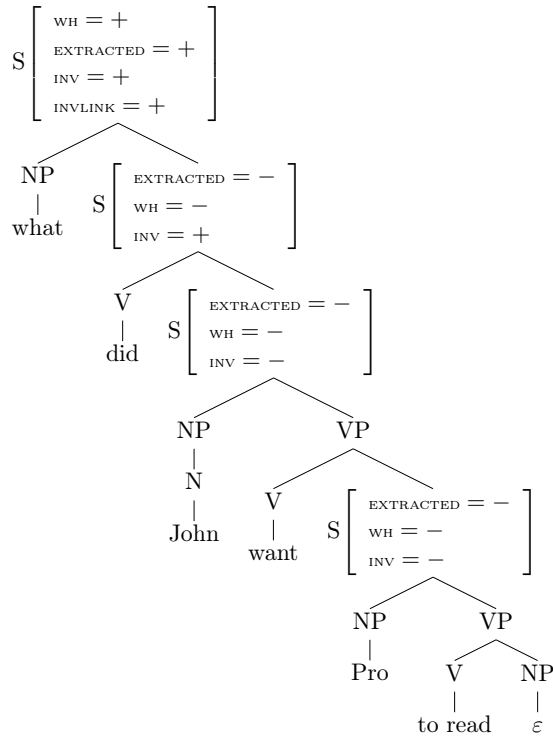 WH = +
EXTRACTED = +
S
INV = +
INVLINK = +
NP
EXTRACTED = −
what
S
WH = −
INV = +
V
EXTRACTED = −
did
S
WH = −
INV = −
NP VP
N V
EXTRACTED = −
John want
S
WH = −
INV = −
NP VP
Pro V NP
to read ε